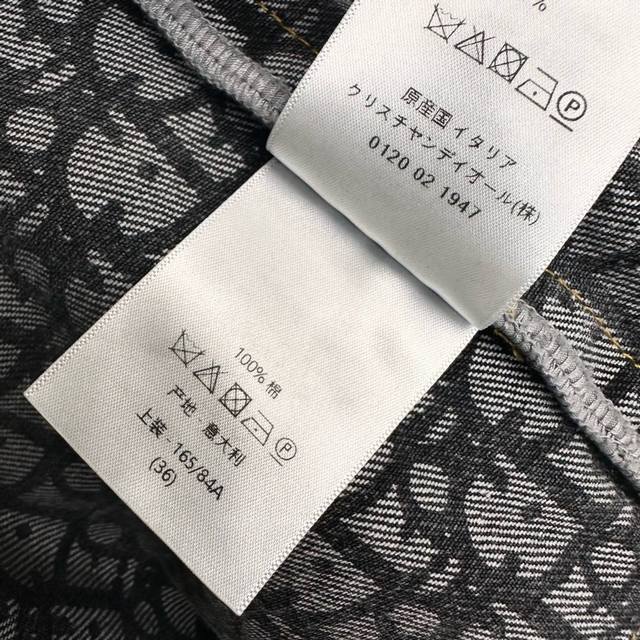 %
原産国 イタリア
クリスチャンディオール(株)
0120 02 1947
100% 棉
产地 : 意大利
上装 : 165/84A
(36)